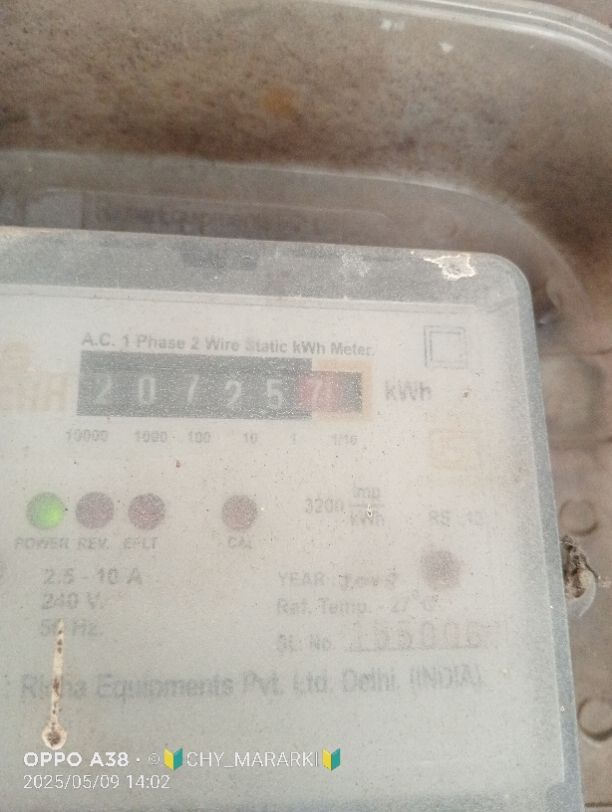 A.C. 1 Phase 2 Wire Static kWh Meter.
2 0 7 2 5 7 kWh
10000 1000 100 10 1 1/10
3200 imp
kWh
POWER REV. EFLT CAL
2.5 - 10 A
240 V.
50 Hz.
YEAR :
Ref. Temp. - 27°C
SL. No.
Equipments Pvt. Ltd. Delhi. (INDIA)
OPPO A38 · © 🔰CHY_MARARKI🔰
2025/05/09 14:02